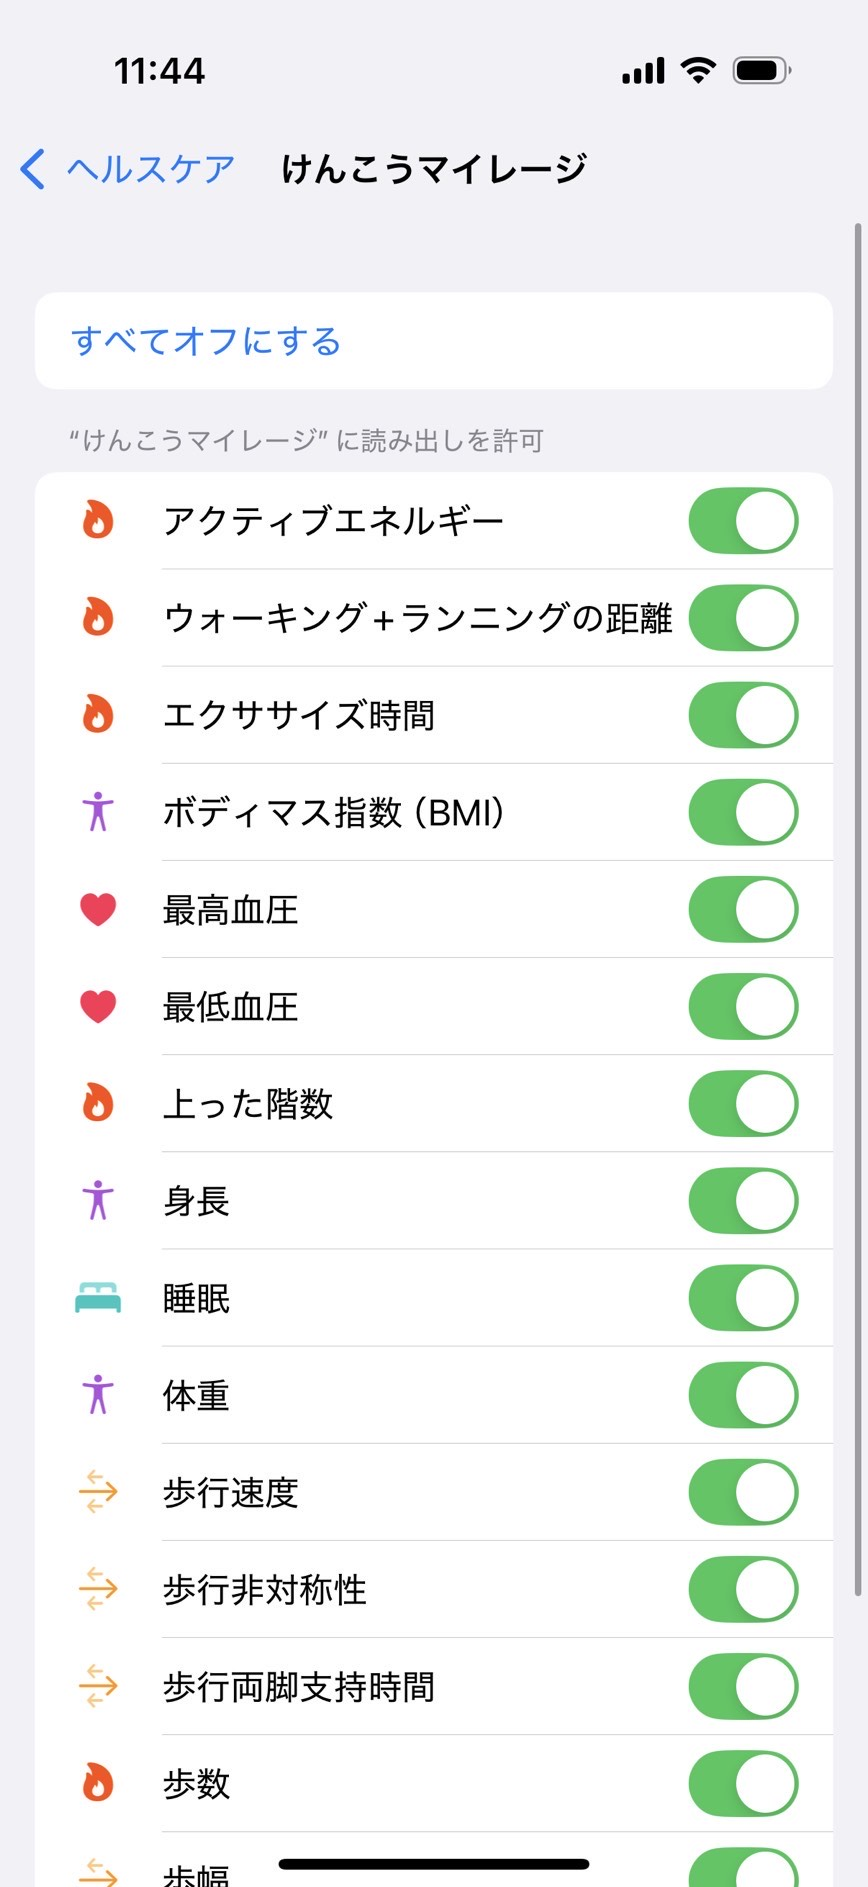 11:44
ヘルスケア けんこうマイレージ
すべてオフにする
“けんこうマイレージ” に読み出しを許可
アクティブエネルギー
ウォーキング＋ランニングの距離
エクササイズ時間
ボディマス指数（BMI）
最高血圧
最低血圧
上った階数
身長
睡眠
体重
歩行速度
歩行非対称性
歩行両脚支持時間
歩数
歩幅